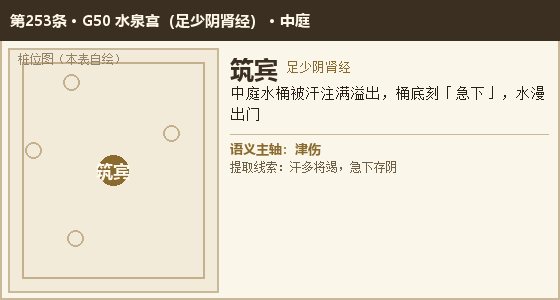 第253条・G50 水泉宫（足少阴肾经）・中庭
桩位图（本表自绘）
筑宾
筑宾 足少阴肾经
中庭水桶被汗注满溢出，桶底刻「急下」，水漫
出门
语义主轴：津伤
提取线索：汗多将竭，急下存阴